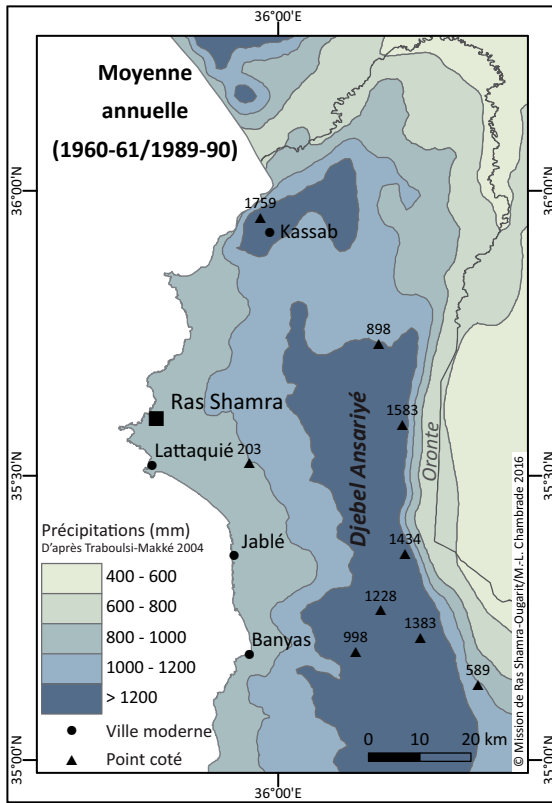 36°00'E
Moyenne
annuelle
(1960-61/1989-90)
36°00'N
36°00'N
1759
Kassab
898
Ras Shamra
1583
Djebel Ansariyé
Oronte
Lattaquié
203
35°30'N
35°30'N
Précipitations (mm)
D'après Traboulsi-Makké 2004
400 - 600
600 - 800
800 - 1000
1000 - 1200
> 1200
Ville moderne
Point coté
Jablé
1434
1228
1383
Banyas
998
589
0 10 20 km
35°00'N
35°00'N
36°00'E
© Mission de Ras Shamra-Ougarit/M.-L. Chambrade 2016